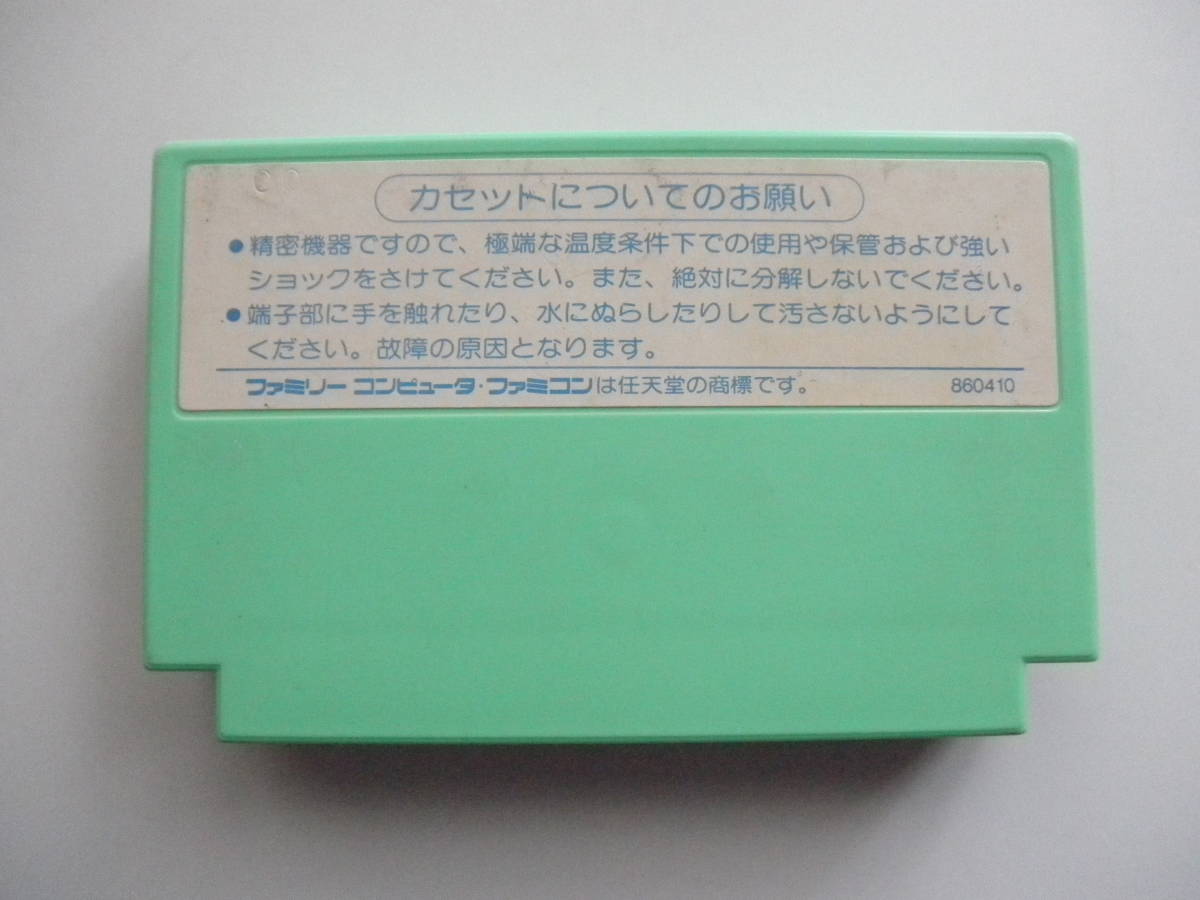 カセットについてのお願い
●精密機器ですので、極端な温度条件下での使用や保管および強い
ショックをさけてください。また、絶対に分解しないでください。
●端子部に手を触れたり、水にぬらしたりして汚さないようにして
ください。故障の原因となります。
ファミリーコンピュータ・ファミコンは任天堂の商標です。 860410